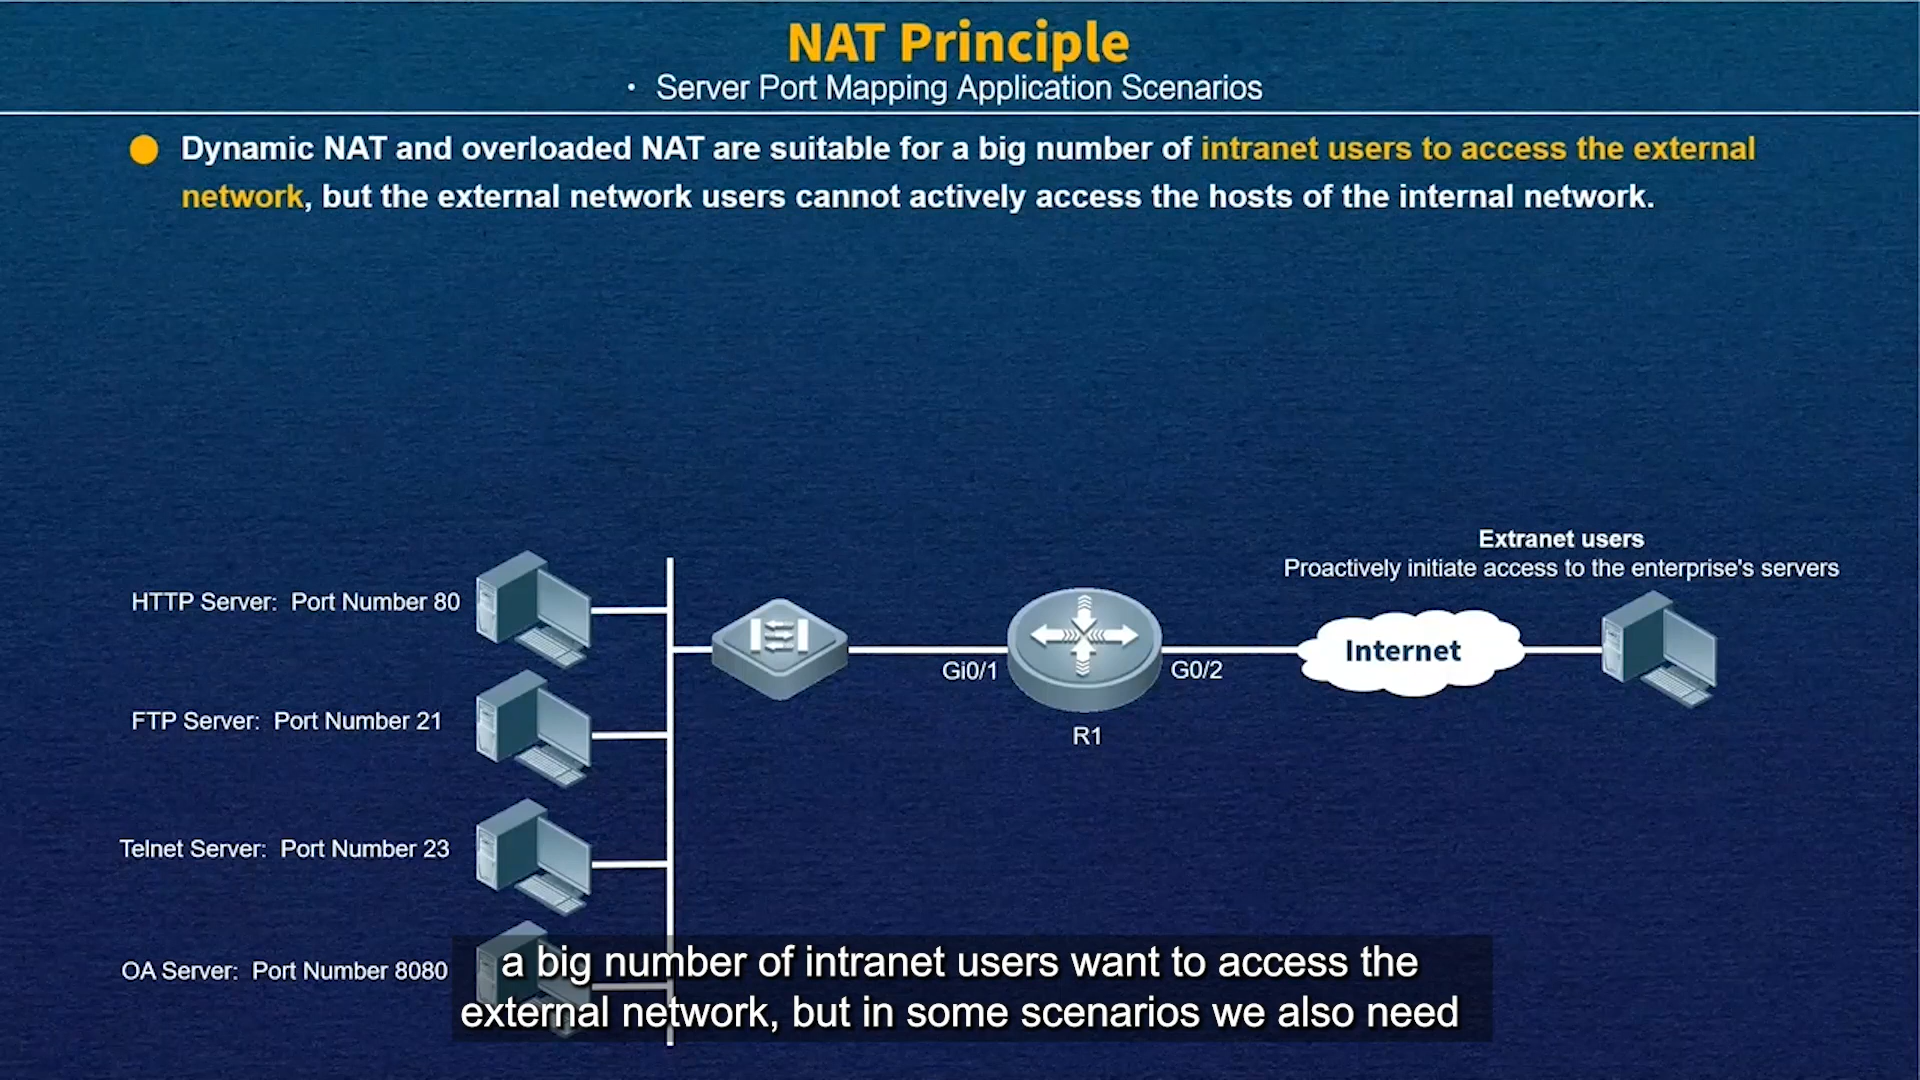 NAT Principle
• Server Port Mapping Application Scenarios
Dynamic NAT and overloaded NAT are suitable for a big number of intranet users to access the external
network, but the external network users cannot actively access the hosts of the internal network.
Extranet users
Proactively initiate access to the enterprise's servers
HTTP Server: Port Number 80
Internet
Gi0/1
G0/2
FTP Server: Port Number 21
R1
Telnet Server: Port Number 23
OA Server: Port Number 8080
a big number of intranet users want to access the
external network, but in some scenarios we also need